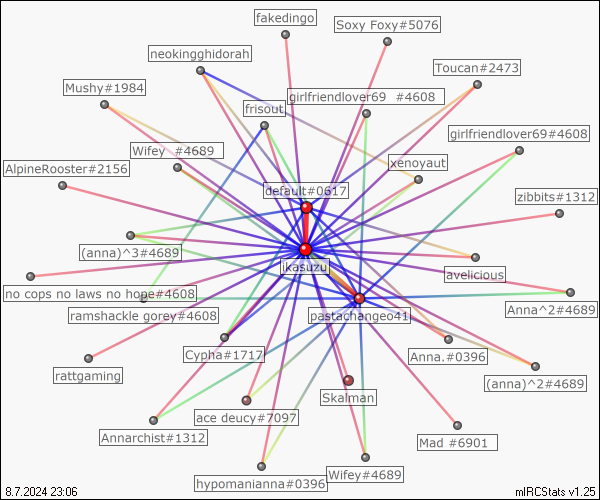 fakedingo
Soxy Foxy#5076
neokingghidorah
Toucan#2473
Mushy#1984
girlfriendlover69 #4608
frisout
girlfriendlover69#4608
Wifey #4689
xenoyaut
AlpineRooster#2156
default#0617
zibbits#1312
(anna)^3#4689
ikasuzu
avelicious
no cops no laws no hope#4608
Anna^2#4689
ramshackle gorey#4608
pastachangeo41
Cypha#1717
Anna.#0396
rattgaming
(anna)^2#4689
Skalman
ace deucy#7097
Annarchist#1312
Mad #6901
Wifey#4689
hypomanianna#0396
8.7.2024 23:06
mIRCStats v1.25